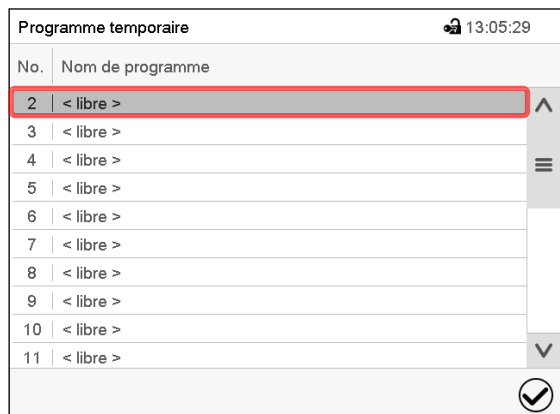 Programme temporaire 13:05:29
No. Nom de programme
2 < libre >
3 < libre >
4 < libre >
5 < libre >
6 < libre >
7 < libre >
8 < libre >
9 < libre >
10 < libre >
11 < libre >